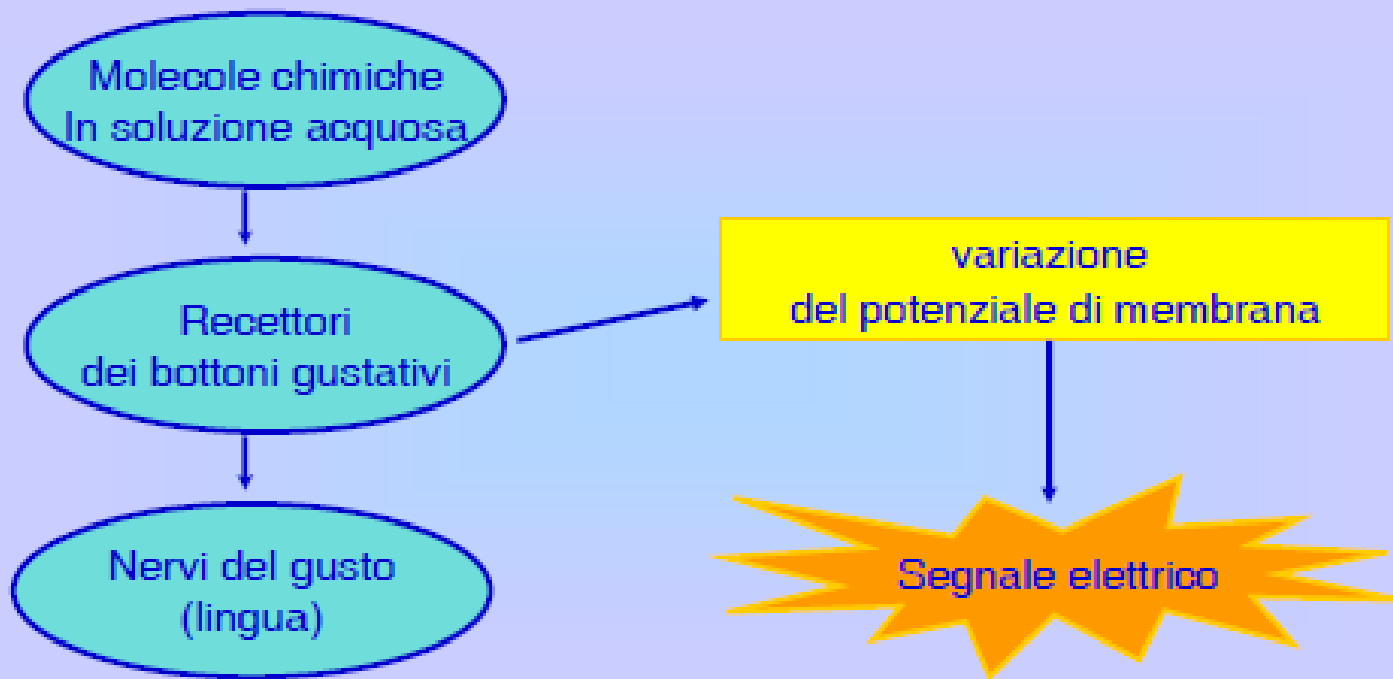 Molecole chimiche
In soluzione acquosa
Recettori
dei bottoni gustativi
Nervi del gusto
(lingua)
variazione
del potenziale di membrana
Segnale elettrico